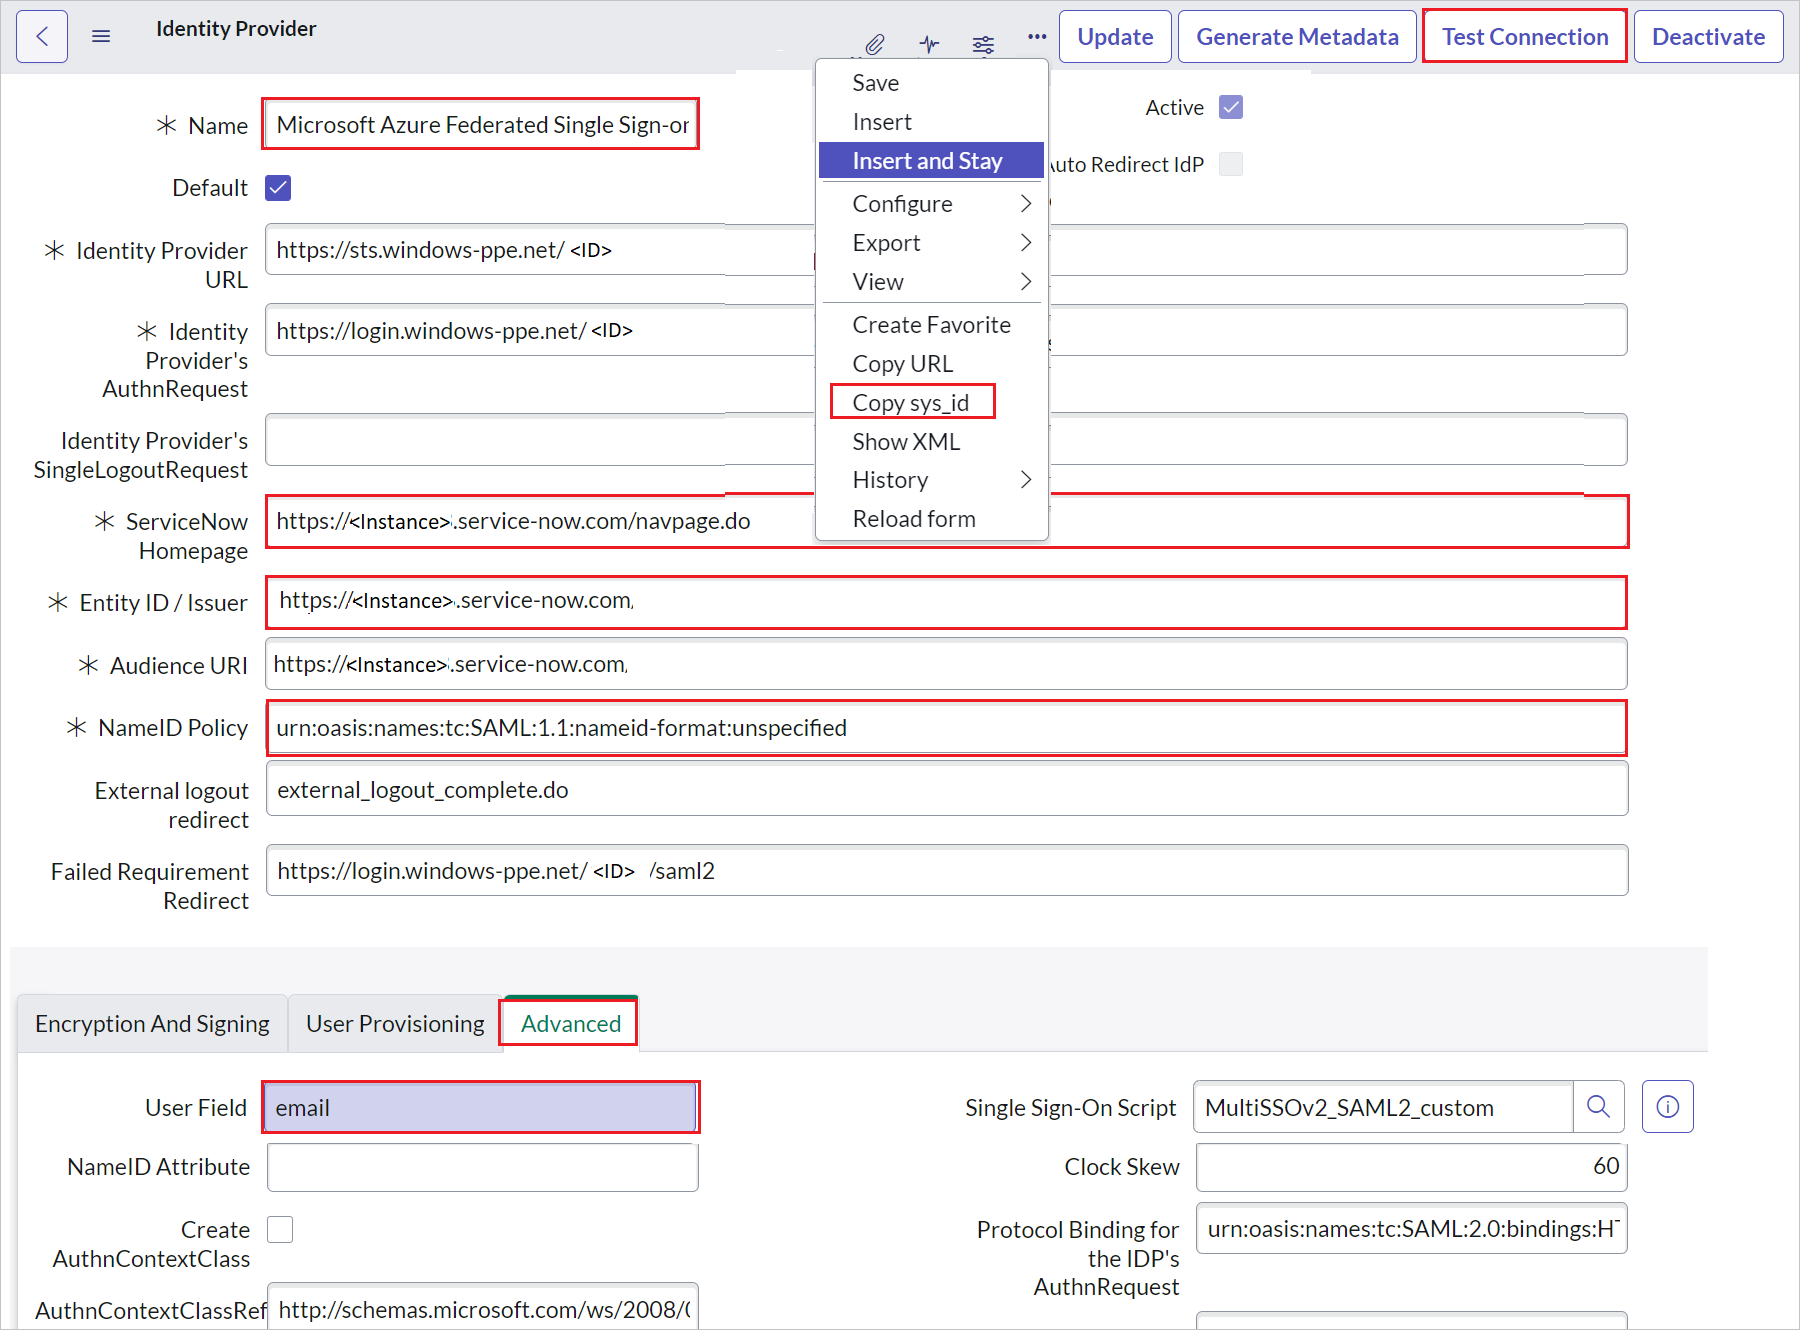 Identity Provider
Update
Generate Metadata
Test Connection
Deactivate
Save
Insert
Insert and Stay
Configure
Export
View
Create Favorite
Copy URL
Copy sys_id
Show XML
History
Reload form
Name
Microsoft Azure Federated Single Sign-or
Active
Default
Auto Redirect IdP
Identity Provider
URL
https://sts.windows-ppe.net/ <ID>
Identity
Provider's
AuthnRequest
https://login.windows-ppe.net/ <ID>
Identity Provider's
SingleLogoutRequest
ServiceNow
Homepage
https://<Instance>.service-now.com/navpage.do
Entity ID / Issuer
https://<Instance>.service-now.com
Audience URI
https://<Instance>.service-now.com
NameID Policy
urn:oasis:names:tc:SAML:1.1:nameid-format:unspecified
External logout
redirect
external_logout_complete.do
Failed Requirement
Redirect
https://login.windows-ppe.net/ <ID> /saml2
Encryption And Signing
User Provisioning
Advanced
User Field
email
Single Sign-On Script
MultiSSOv2_SAML2_custom
NameID Attribute
Clock Skew
60
Create
AuthnContextClass
Protocol Binding for
the IDP's
AuthnRequest
urn:oasis:names:tc:SAML:2.0:bindings:HT
AuthnContextClassRef
http://schemas.microsoft.com/ws/2008/0